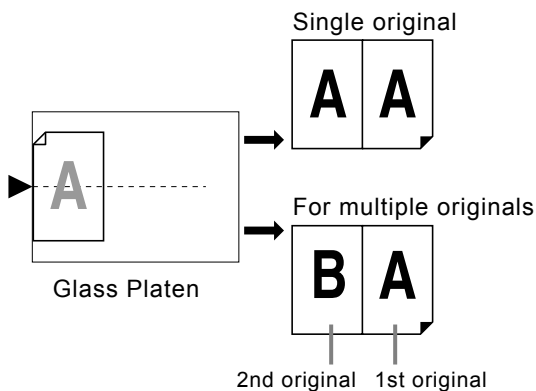 Single original
A A
A
Glass Platen
For multiple originals
B A
2nd original 1st original